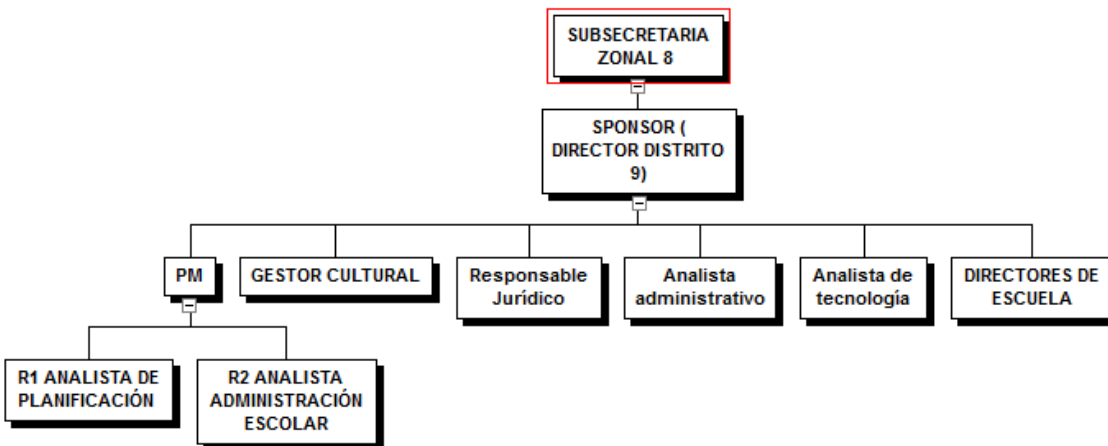 SUBSECRETARIA
ZONAL 8
SPONSOR (
DIRECTOR DISTRITO
9)
PM
GESTOR CULTURAL
Responsable
Jurídico
Analista
administrativo
Analista de
tecnología
DIRECTORES DE
ESCUELA
R1 ANALISTA DE
PLANIFICACIÓN
R2 ANALISTA
ADMINISTRACIÓN
ESCOLAR